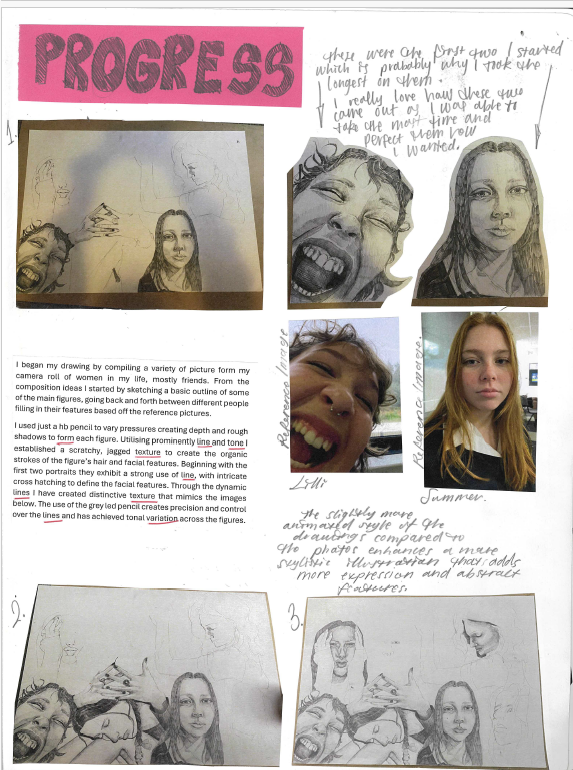 PROGRESS
these were the first two I started
which is probably why I took the
longest on them.
I really love how these two
came out as I was able to
take the most time and
perfect them how
I wanted.
1.
Reference Image
Reference Image
Lilli
Summer.
I began my drawing by compiling a variety of picture form my
camera roll of women in my life, mostly friends. From the
composition ideas I started by sketching a basic outline of some
of the main figures, going back and forth between different people
filling in their features based off the reference pictures.
I used just a hb pencil to vary pressures creating depth and rough
shadows to form each figure. Utilising prominently line and tone I
established a scratchy, jagged texture to create the organic
strokes of the figure's hair and facial features. Beginning with the
first two portraits they exhibit a strong use of line, with intricate
cross hatching to define the facial features. Through the dynamic
lines I have created distinctive texture that mimics the images
below. The use of the grey led pencil creates precision and control
over the lines and has achieved tonal variation across the figures.
the slightly more
animated style of the
drawings compared to
the photos enhances a more
stylistic illustration that adds
more expression and abstract
features.
2.
3.